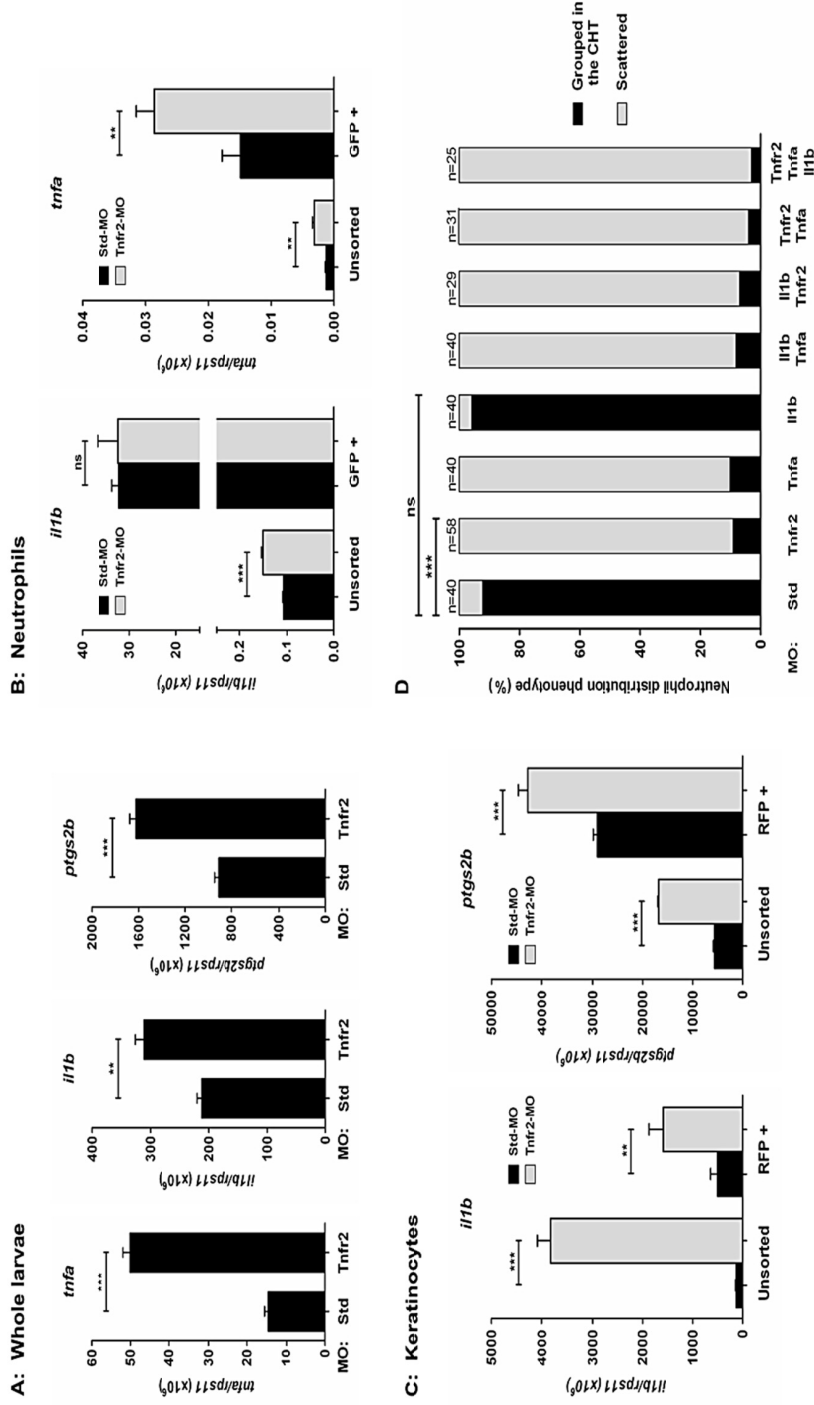 A: Whole larvae
tnfa
***
60
50
40
30
20
10
0
tnfa/rps11 (x10⁶)
MO: Std Tnfr2
il1b
**
400
300
200
100
0
il1b/rps11 (x10⁶)
MO: Std Tnfr2
ptgs2b
***
2000
1600
1200
800
400
0
ptgs2b/rps11 (x10⁶)
MO: Std Tnfr2
B: Neutrophils
il1b
Std-MO
Tnfr2-MO
ns
***
40
30
20
0.2
0.1
0.0
il1b/rps11 (x10⁶)
Unsorted GFP +
tnfa
Std-MO
Tnfr2-MO
**
**
0.04
0.03
0.02
0.01
0.00
tnfa/rps11 (x10⁶)
Unsorted GFP +
C: Keratinocytes
il1b
Std-MO
Tnfr2-MO
***
**
5000
4000
3000
2000
1000
0
il1b/rps11 (x10⁶)
Unsorted RFP +
ptgs2b
Std-MO
Tnfr2-MO
***
***
50000
40000
30000
20000
10000
0
ptgs2b/rps11 (x10⁶)
Unsorted RFP +
D
ns
***
n=40 n=58 n=40 n=40 n=40 n=29 n=31 n=25
100
80
60
40
20
0
Neutrophil distribution phenotype (%)
MO: Std Tnfr2 Tnfa Il1b Il1b Il1b Tnfr2 Tnfr2
Tnfa Tnfr2 Tnfa Tnfa
Il1b
Grouped in
the CHT
Scattered